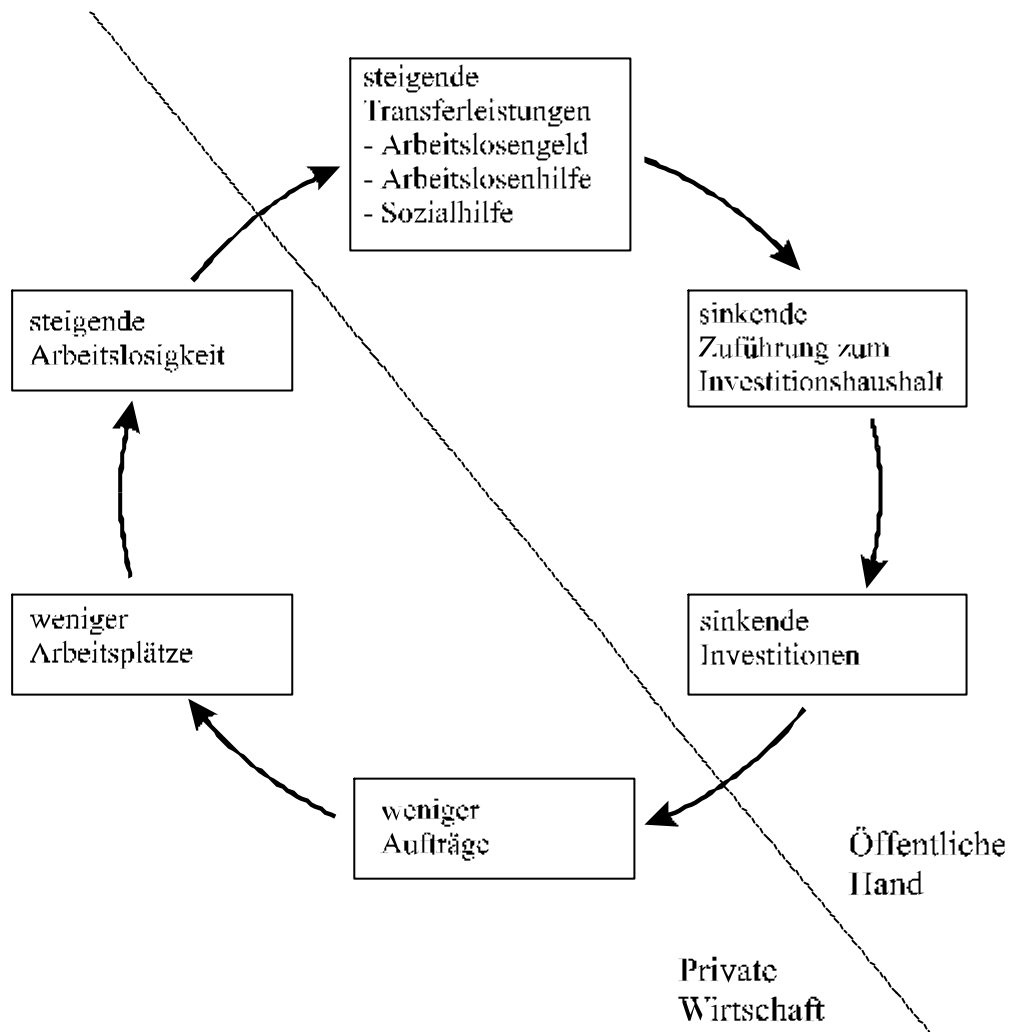 steigende
Transferleistungen
- Arbeitslosengeld
- Arbeitslosenhilfe
- Sozialhilfe
sinkende
Zuführung zum
Investitionshaushalt
sinkende
Investitionen
weniger
Aufträge
weniger
Arbeitsplätze
steigende
Arbeitslosigkeit
Öffentliche
Hand
Private
Wirtschaft